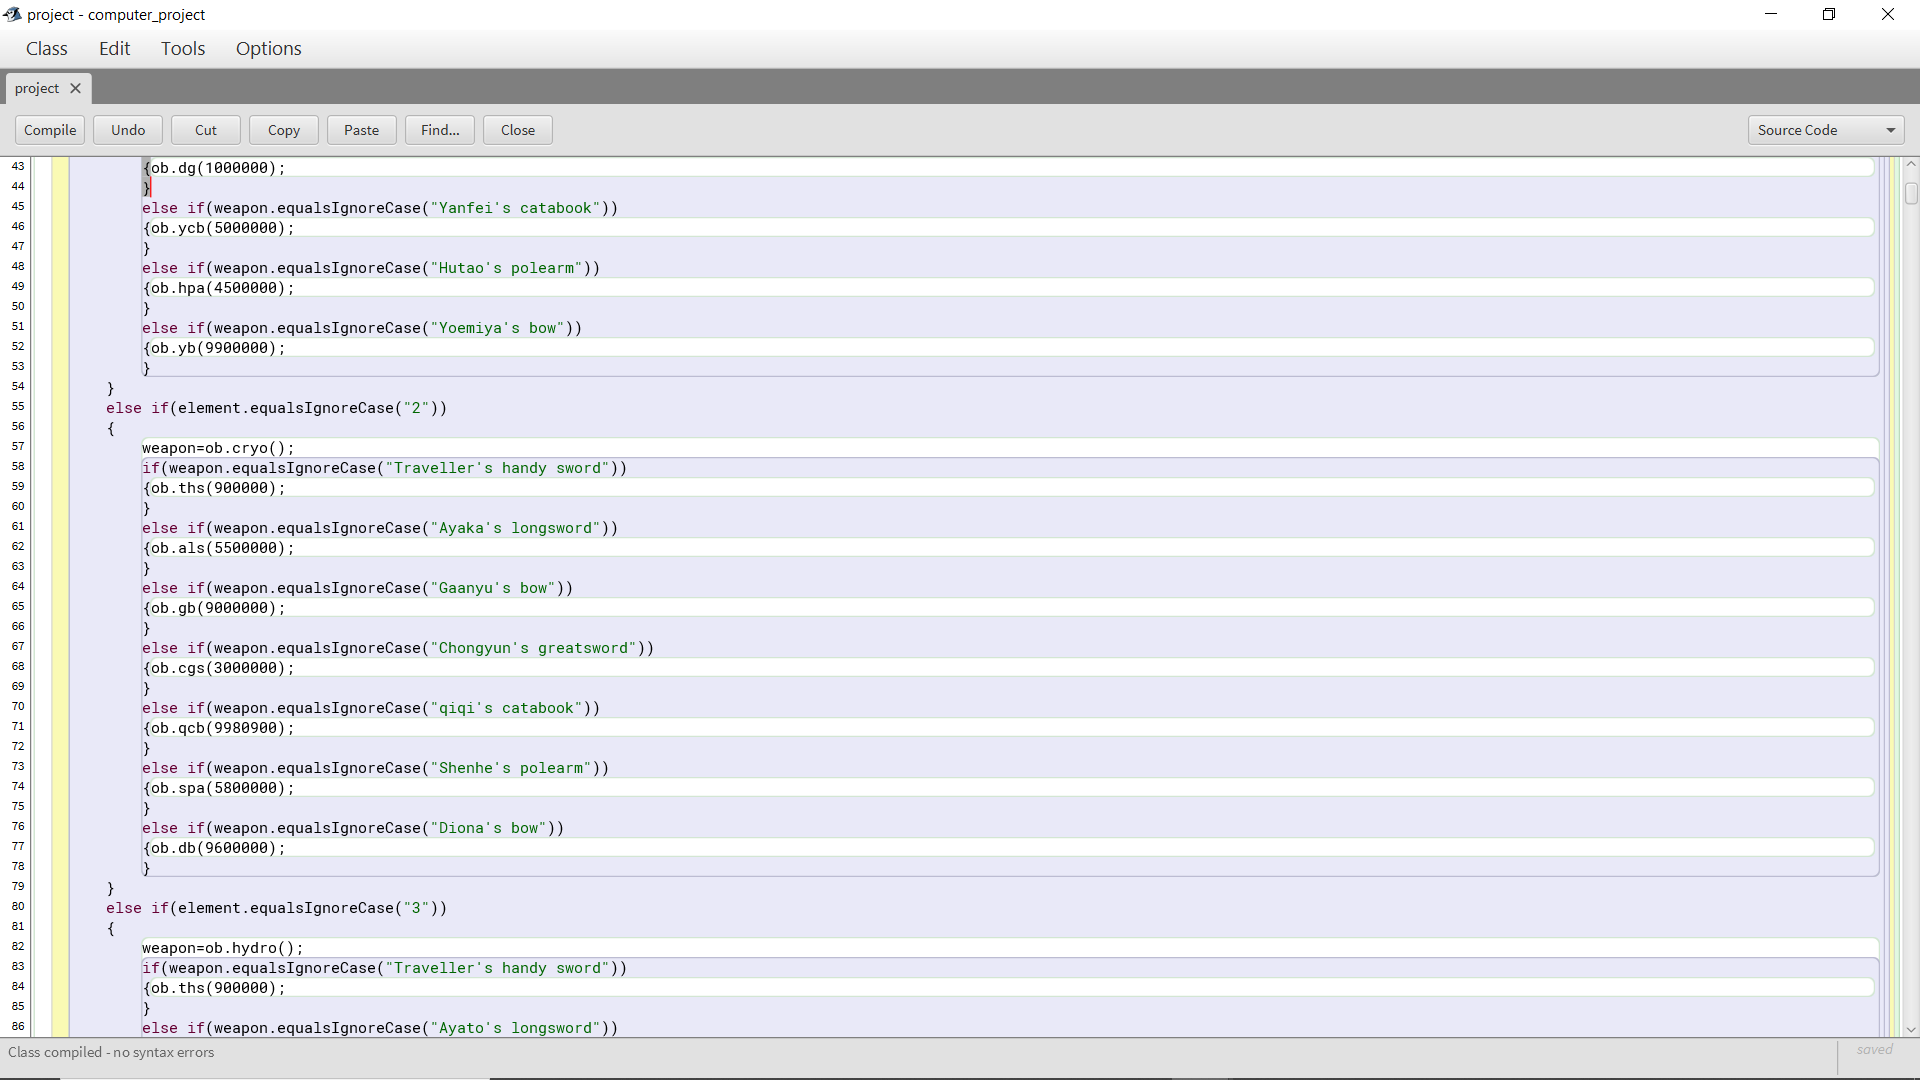 project - computer_project
Class Edit Tools Options
project
Compile Undo Cut Copy Paste Find... Close Source Code
43 {ob.dg(1000000);
44 }
45 else if(weapon.equalsIgnoreCase("Yanfei's catabook"))
46 {ob.ycb(5000000);
47 }
48 else if(weapon.equalsIgnoreCase("Hutao's polearm"))
49 {ob.hpa(4500000);
50 }
51 else if(weapon.equalsIgnoreCase("Yoemiya's bow"))
52 {ob.yb(9900000);
53 }
54 }
55 else if(element.equalsIgnoreCase("2"))
56 {
57 weapon=ob.cryo();
58 if(weapon.equalsIgnoreCase("Traveller's handy sword"))
59 {ob.ths(900000);
60 }
61 else if(weapon.equalsIgnoreCase("Ayaka's longsword"))
62 {ob.als(5500000);
63 }
64 else if(weapon.equalsIgnoreCase("Gaanyu's bow"))
65 {ob.gb(9000000);
66 }
67 else if(weapon.equalsIgnoreCase("Chongyun's greatsword"))
68 {ob.cgs(3000000);
69 }
70 else if(weapon.equalsIgnoreCase("qiqi's catabook"))
71 {ob.qcb(9980900);
72 }
73 else if(weapon.equalsIgnoreCase("Shenhe's polearm"))
74 {ob.spa(5800000);
75 }
76 else if(weapon.equalsIgnoreCase("Diona's bow"))
77 {ob.db(9600000);
78 }
79 }
80 else if(element.equalsIgnoreCase("3"))
81 {
82 weapon=ob.hydro();
83 if(weapon.equalsIgnoreCase("Traveller's handy sword"))
84 {ob.ths(900000);
85 }
86 else if(weapon.equalsIgnoreCase("Ayato's longsword"))
Class compiled - no syntax errors
saved